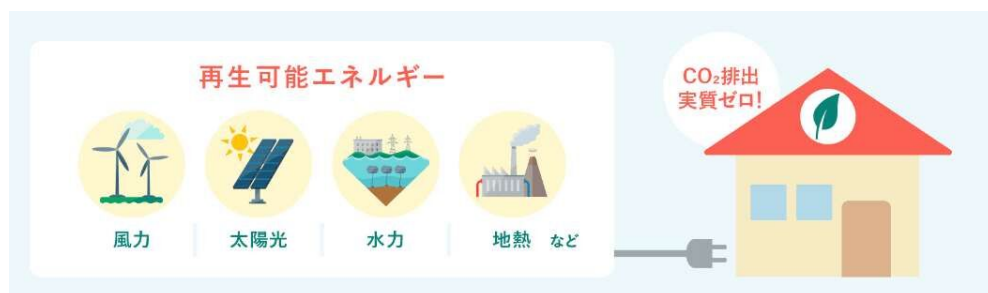 再生可能エネルギー
風力
太陽光
水力
地熱 など
CO₂排出
実質ゼロ!